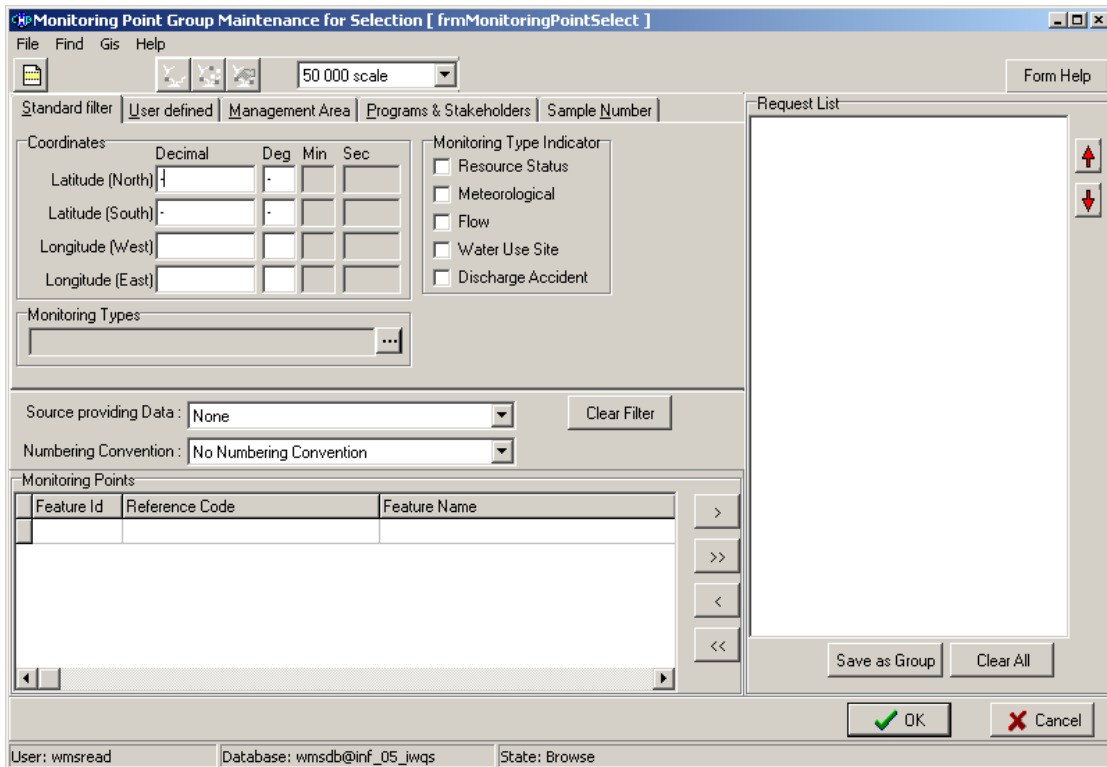 Monitoring Point Group Maintenance for Selection [ frmMonitoringPointSelect ]
File Find Gis Help
50 000 scale
Form Help
Standard filter User defined Management Area Programs & Stakeholders Sample Number
Request List
Coordinates
Decimal Deg Min Sec
Latitude (North) - -
Latitude (South) - -
Longitude (West)
Longitude (East)
Monitoring Type Indicator
Resource Status
Meteorological
Flow
Water Use Site
Discharge Accident
Monitoring Types
...
Source providing Data : None
Clear Filter
Numbering Convention : No Numbering Convention
Monitoring Points
Feature Id Reference Code Feature Name
>
>>
<
<<
Save as Group Clear All
OK Cancel
User: wmsread Database: wmsdb@inf_05_iwqs State: Browse